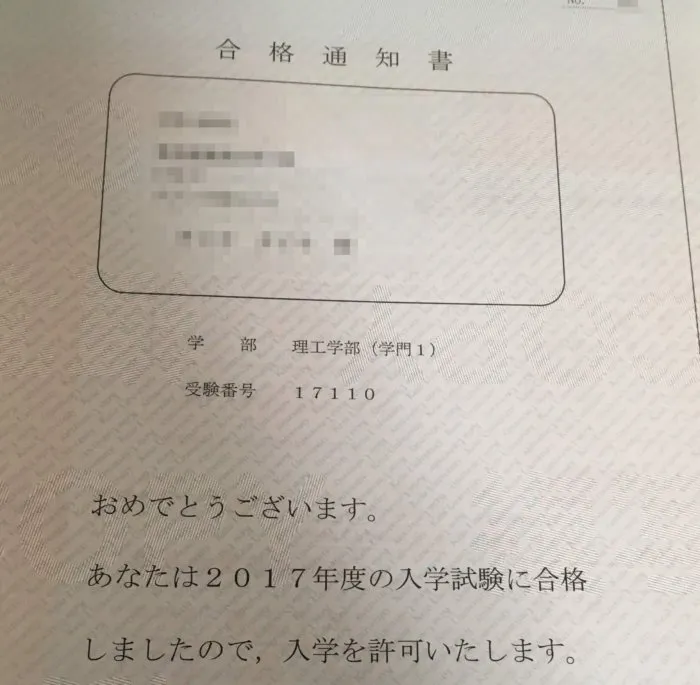 No.
合格通知書
学部 理工学部（学門１）
受験番号 １７１１０
おめでとうございます。
あなたは２０１７年度の入学試験に合格
しましたので，入学を許可いたします。